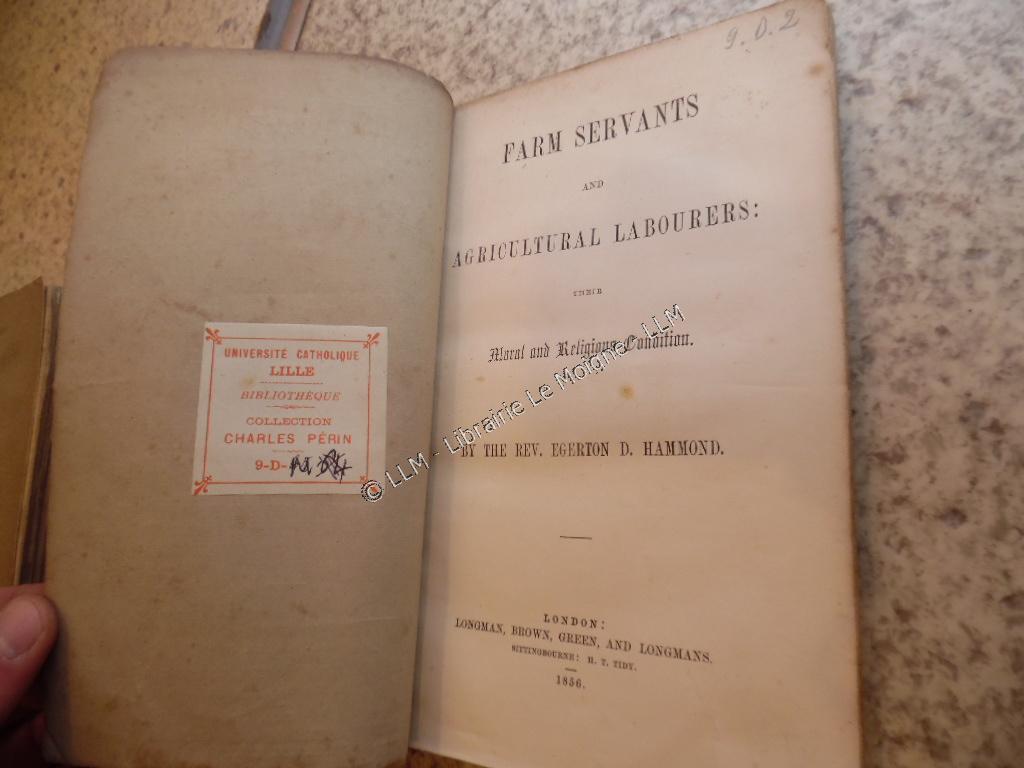 UNIVERSITÉ CATHOLIQUE
LILLE
BIBLIOTHÈQUE
COLLECTION
CHARLES PÉRIN
9-D-
9.D.2
FARM SERVANTS
AND
AGRICULTURAL LABOURERS:
THEIR
Moral and Religious Condition.
BY THE REV. EGERTON D. HAMMOND.
LONDON:
LONGMAN, BROWN, GREEN, AND LONGMANS.
SITTINGBOURNE: H. T. TIDY.
1856.
© LLM - Librairie Le Moigne - LLM